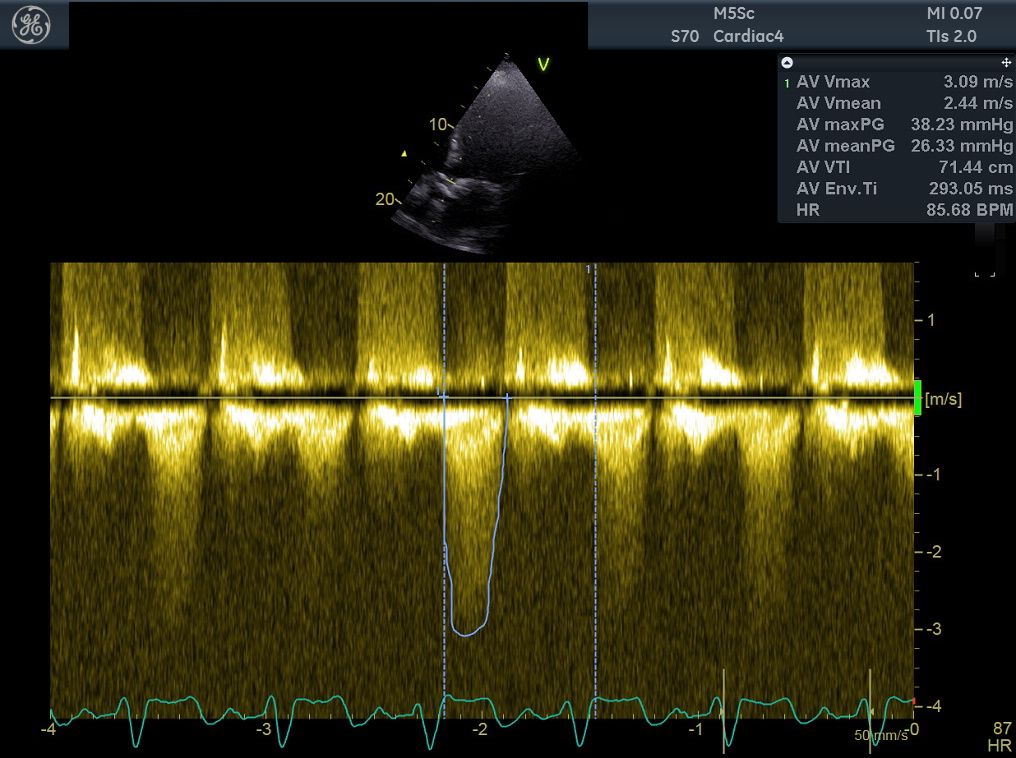 M5Sc MI 0.07
S70 Cardiac4 TIs 2.0
V
1 AV Vmax 3.09 m/s
AV Vmean 2.44 m/s
AV maxPG 38.23 mmHg
AV meanPG 26.33 mmHg
AV VTI 71.44 cm
AV Env.Ti 293.05 ms
HR 85.68 BPM
10
20
1
1
1
[m/s]
-1
-2
-3
-4
-4 -3 -2 -1 -0
50 mm/s
87
HR